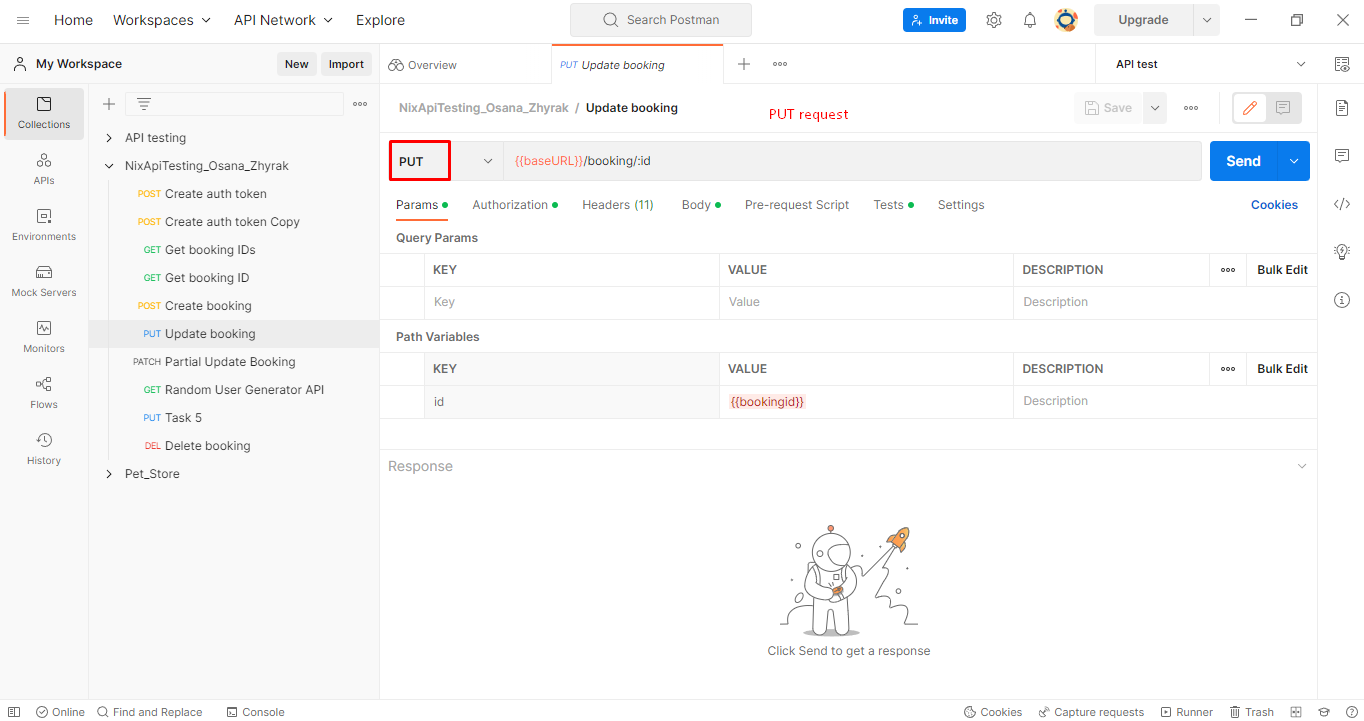 Home Workspaces API Network Explore Search Postman Invite Upgrade
My Workspace New Import Overview PUT Update booking API test
Collections
APIs
Environments
Mock Servers
Monitors
Flows
History
API testing
NixApiTesting_Osana_Zhyrak
POST Create auth token
POST Create auth token Copy
GET Get booking IDs
GET Get booking ID
POST Create booking
PUT Update booking
PATCH Partial Update Booking
GET Random User Generator API
PUT Task 5
DEL Delete booking
Pet_Store
NixApiTesting_Osana_Zhyrak / Update booking PUT request Save
PUT {{baseURL}}/booking/:id Send
Params Authorization Headers (11) Body Pre-request Script Tests Settings Cookies
Query Params
KEY VALUE DESCRIPTION Bulk Edit
Key Value Description
Path Variables
KEY VALUE DESCRIPTION Bulk Edit
id {{bookingid}} Description
Response
Click Send to get a response
Online Find and Replace Console Cookies Capture requests Runner Trash